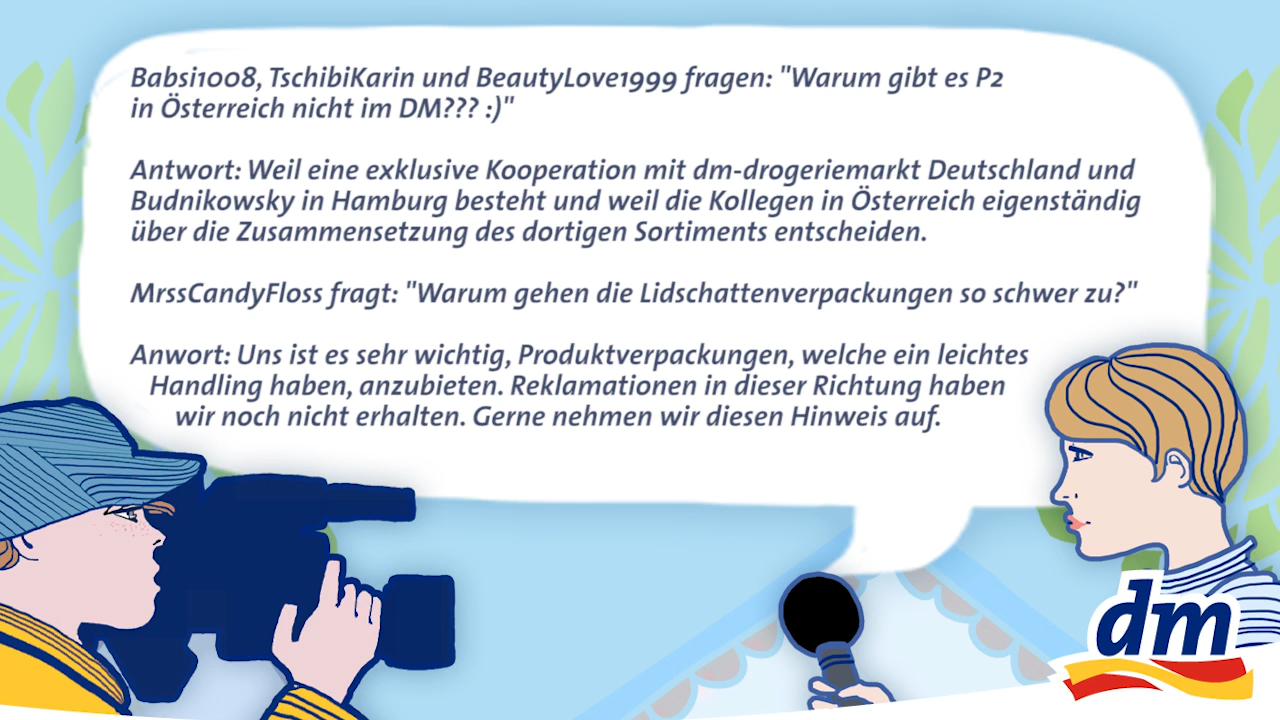 Babsi1008, TschibiKarin und BeautyLove1999 fragen: "Warum gibt es P2
in Österreich nicht im DM??? :)"
Antwort: Weil eine exklusive Kooperation mit dm-drogeriemarkt Deutschland und
Budnikowsky in Hamburg besteht und weil die Kollegen in Österreich eigenständig
über die Zusammensetzung des dortigen Sortiments entscheiden.
MrssCandyFloss fragt: "Warum gehen die Lidschattenverpackungen so schwer zu?"
Anwort: Uns ist es sehr wichtig, Produktverpackungen, welche ein leichtes
Handling haben, anzubieten. Reklamationen in dieser Richtung haben
wir noch nicht erhalten. Gerne nehmen wir diesen Hinweis auf.
dm